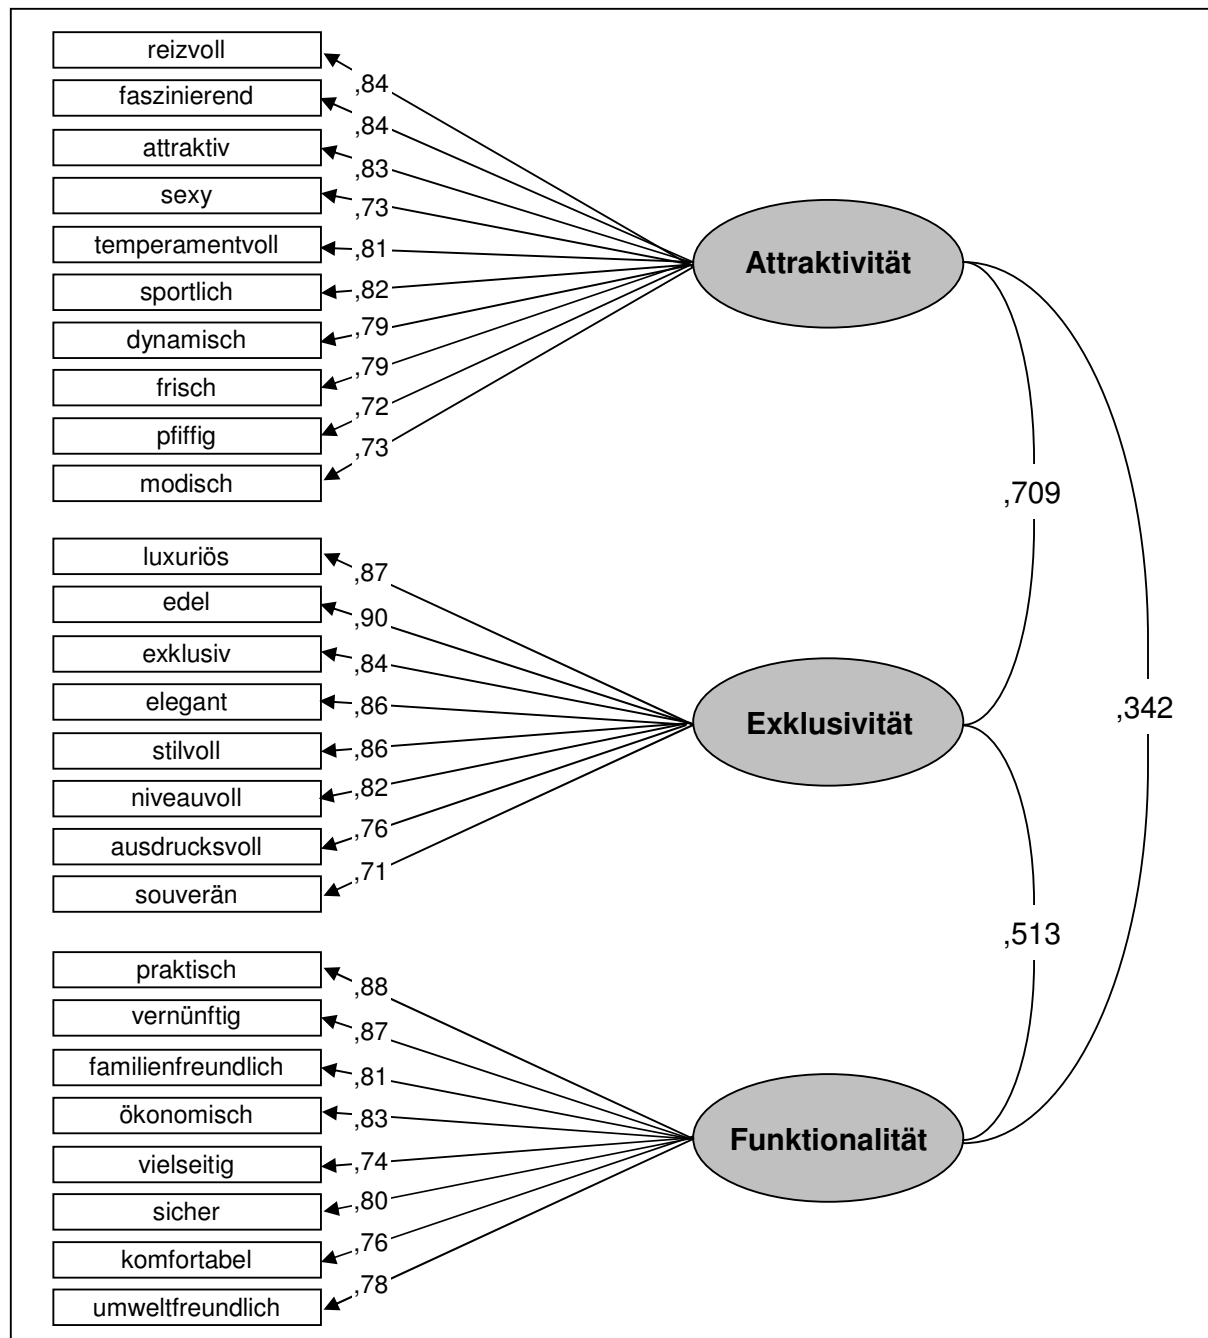 reizvoll
,84
faszinierend
,84
attraktiv
,83
sexy
,73
temperamentvoll
,81
sportlich
,82
dynamisch
,79
frisch
,79
pfiffig
,72
modisch
,73
Attraktivität
,709
luxuriös
,87
edel
,90
exklusiv
,84
elegant
,86
stilvoll
,86
niveauvoll
,82
ausdrucksvoll
,76
souverän
,71
Exklusivität
,342
,513
praktisch
,88
vernünftig
,87
familienfreundlich
,81
ökonomisch
,83
vielseitig
,74
sicher
,80
komfortabel
,76
umweltfreundlich
,78
Funktionalität